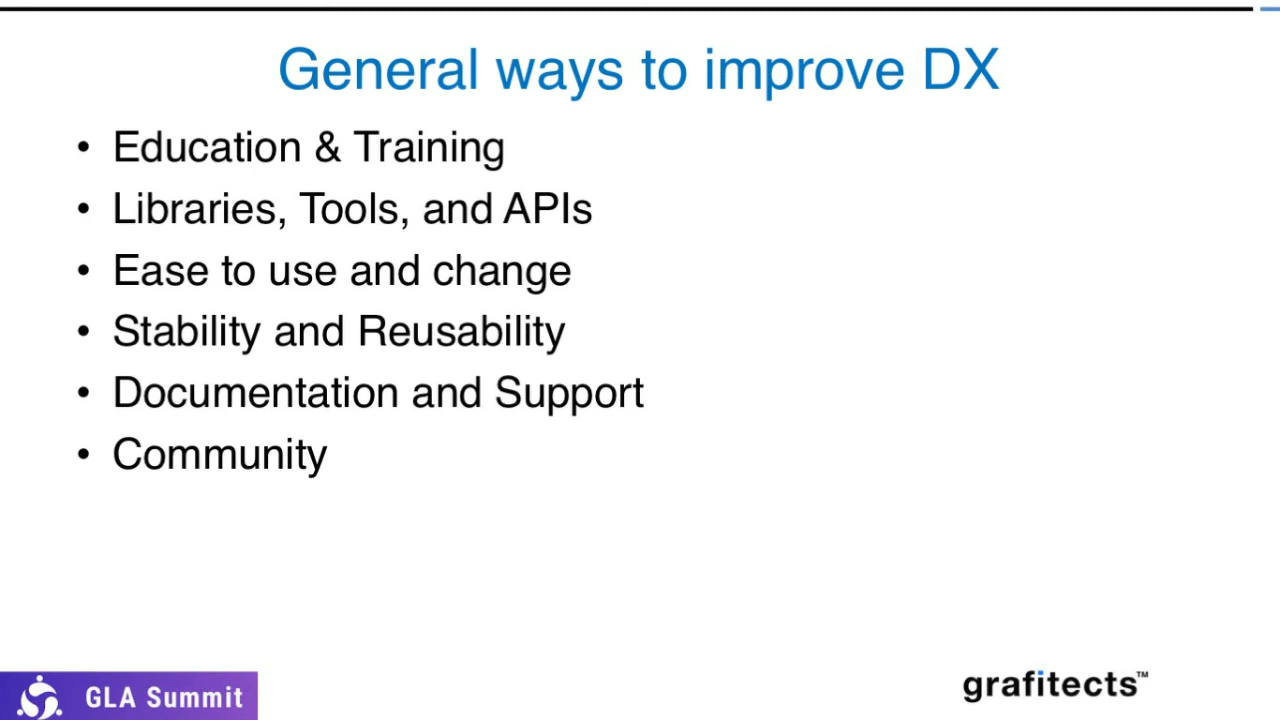 General ways to improve DX
• Education & Training
• Libraries, Tools, and APIs
• Ease to use and change
• Stability and Reusability
• Documentation and Support
• Community
GLA Summit
grafitects™